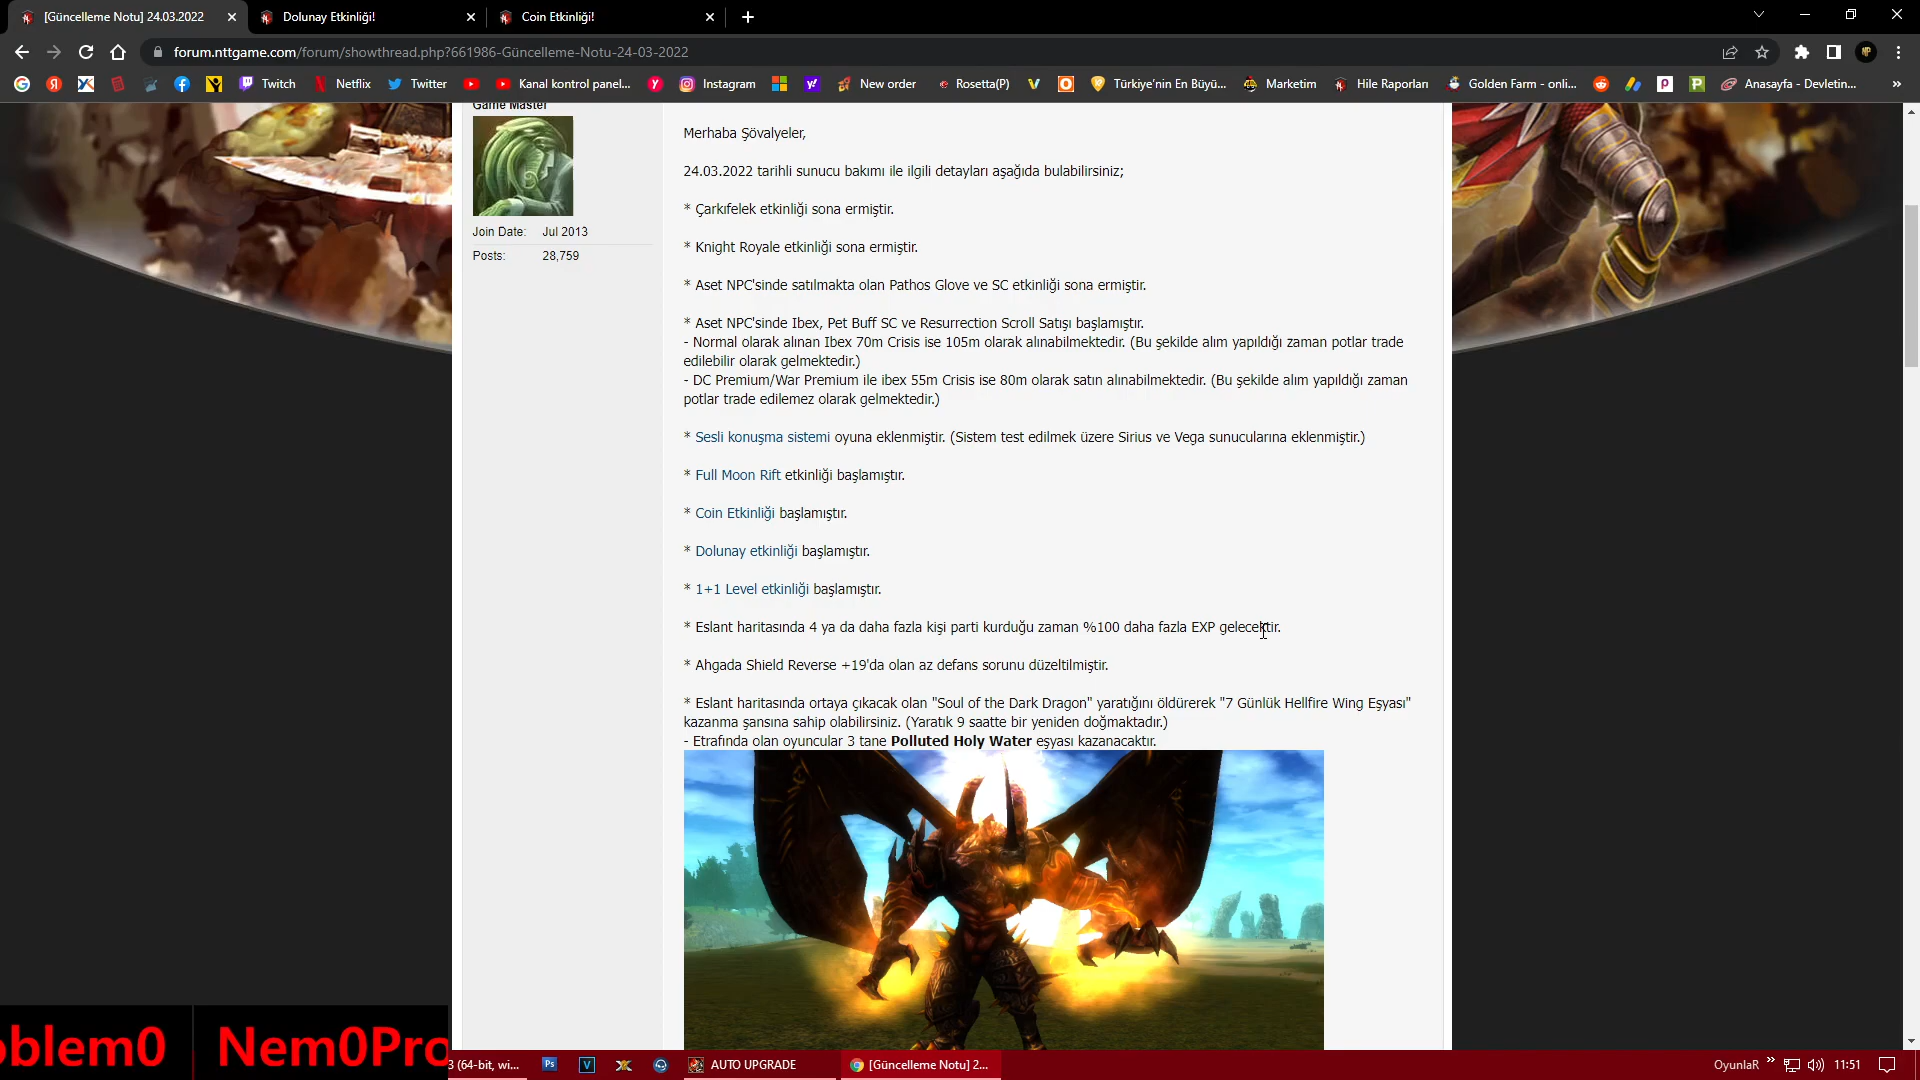 [Güncelleme Notu] 24.03.2022
Dolunay Etkinliği!
Coin Etkinliği!
forum.nttgame.com/forum/showthread.php?661986-Güncelleme-Notu-24-03-2022
Twitch
Netflix
Twitter
Kanal kontrol panel...
Instagram
New order
Rosetta(P)
Türkiye'nin En Büyü...
Marketim
Hile Raporları
Golden Farm - onli...
Anasayfa - Devletin...
Game Master
Join Date: Jul 2013
Posts: 28,759
Merhaba Şövalyeler,
24.03.2022 tarihli sunucu bakımı ile ilgili detayları aşağıda bulabilirsiniz;
* Çarkıfelek etkinliği sona ermiştir.
* Knight Royale etkinliği sona ermiştir.
* Aset NPC'sinde satılmakta olan Pathos Glove ve SC etkinliği sona ermiştir.
* Aset NPC'sinde Ibex, Pet Buff SC ve Resurrection Scroll Satışı başlamıştır.
- Normal olarak alınan Ibex 70m Crisis ise 105m olarak alınabilmektedir. (Bu şekilde alım yapıldığı zaman potlar trade
edilebilir olarak gelmektedir.)
- DC Premium/War Premium ile ibex 55m Crisis ise 80m olarak satın alınabilmektedir. (Bu şekilde alım yapıldığı zaman
potlar trade edilemez olarak gelmektedir.)
* Sesli konuşma sistemi oyuna eklenmiştir. (Sistem test edilmek üzere Sirius ve Vega sunucularına eklenmiştir.)
* Full Moon Rift etkinliği başlamıştır.
* Coin Etkinliği başlamıştır.
* Dolunay etkinliği başlamıştır.
* 1+1 Level etkinliği başlamıştır.
* Eslant haritasında 4 ya da daha fazla kişi parti kurduğu zaman %100 daha fazla EXP gelecektir.
* Ahgada Shield Reverse +19'da olan az defans sorunu düzeltilmiştir.
* Eslant haritasında ortaya çıkacak olan "Soul of the Dark Dragon" yaratığını öldürerek "7 Günlük Hellfire Wing Eşyası"
kazanma şansına sahip olabilirsiniz. (Yaratık 9 saatte bir yeniden doğmaktadır.)
- Etrafında olan oyuncular 3 tane Polluted Holy Water eşyası kazanacaktır.
oblem0 Nem0Pro
3 (64-bit, wi...
AUTO UPGRADE
[Güncelleme Notu] 2...
OyunlaR
11:51